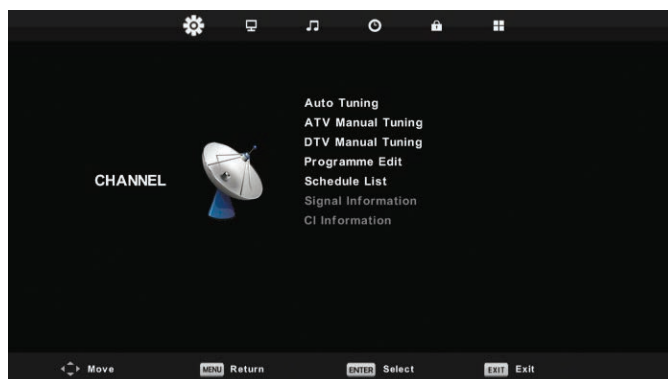 Auto Tuning
ATV Manual Tuning
DTV Manual Tuning
Programme Edit
CHANNEL
Schedule List
Signal Information
CI Information
Move
MENU Return
ENTER Select
EXIT Exit